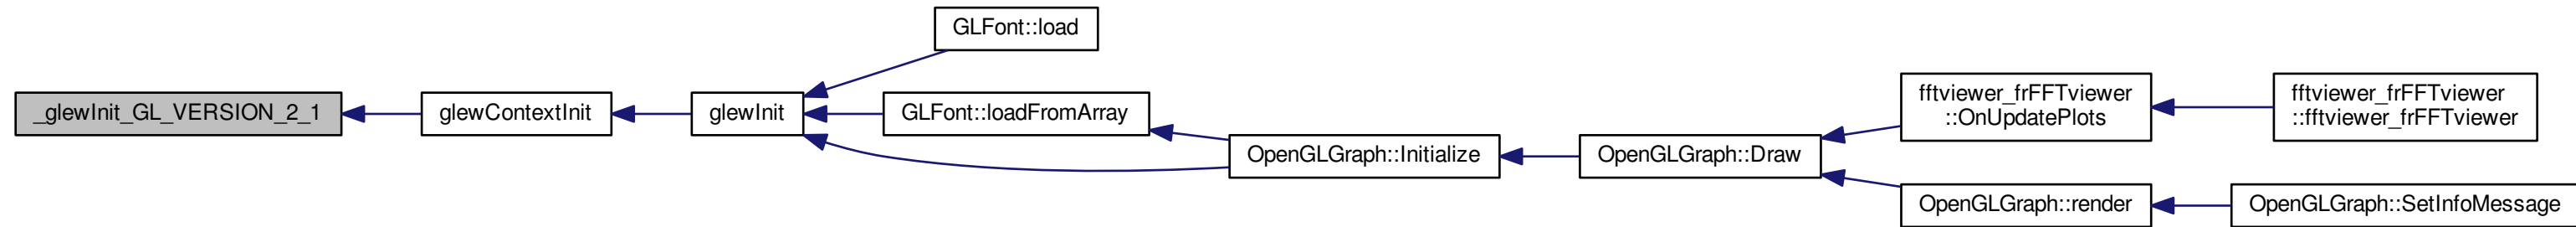 GLFont::load
_glewInit_GL_VERSION_2_1
glewContextInit
glewInit
GLFont::loadFromArray
OpenGLGraph::Initialize
OpenGLGraph::Draw
fftviewer_frFFTviewer
::OnUpdatePlots
fftviewer_frFFTviewer
::fftviewer_frFFTviewer
OpenGLGraph::render
OpenGLGraph::SetInfoMessage